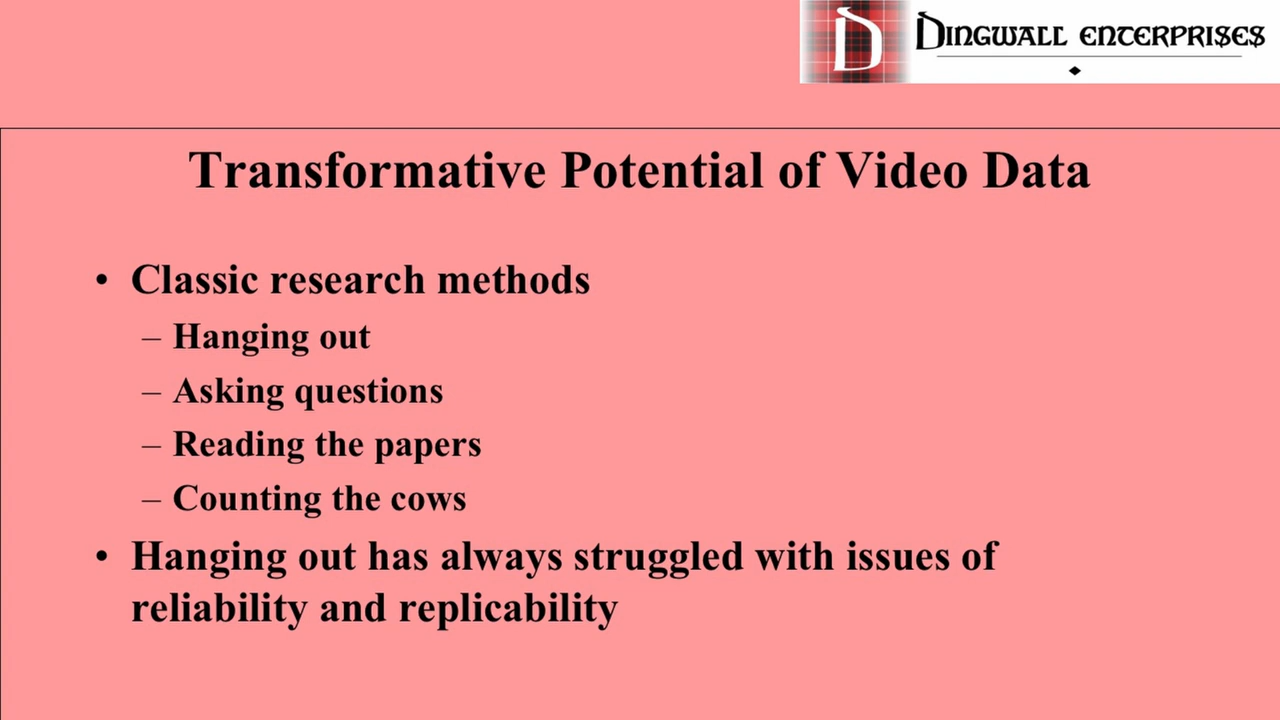 D DINGWALL ENTERPRISES
Transformative Potential of Video Data
• Classic research methods
– Hanging out
– Asking questions
– Reading the papers
– Counting the cows
• Hanging out has always struggled with issues of
reliability and replicability